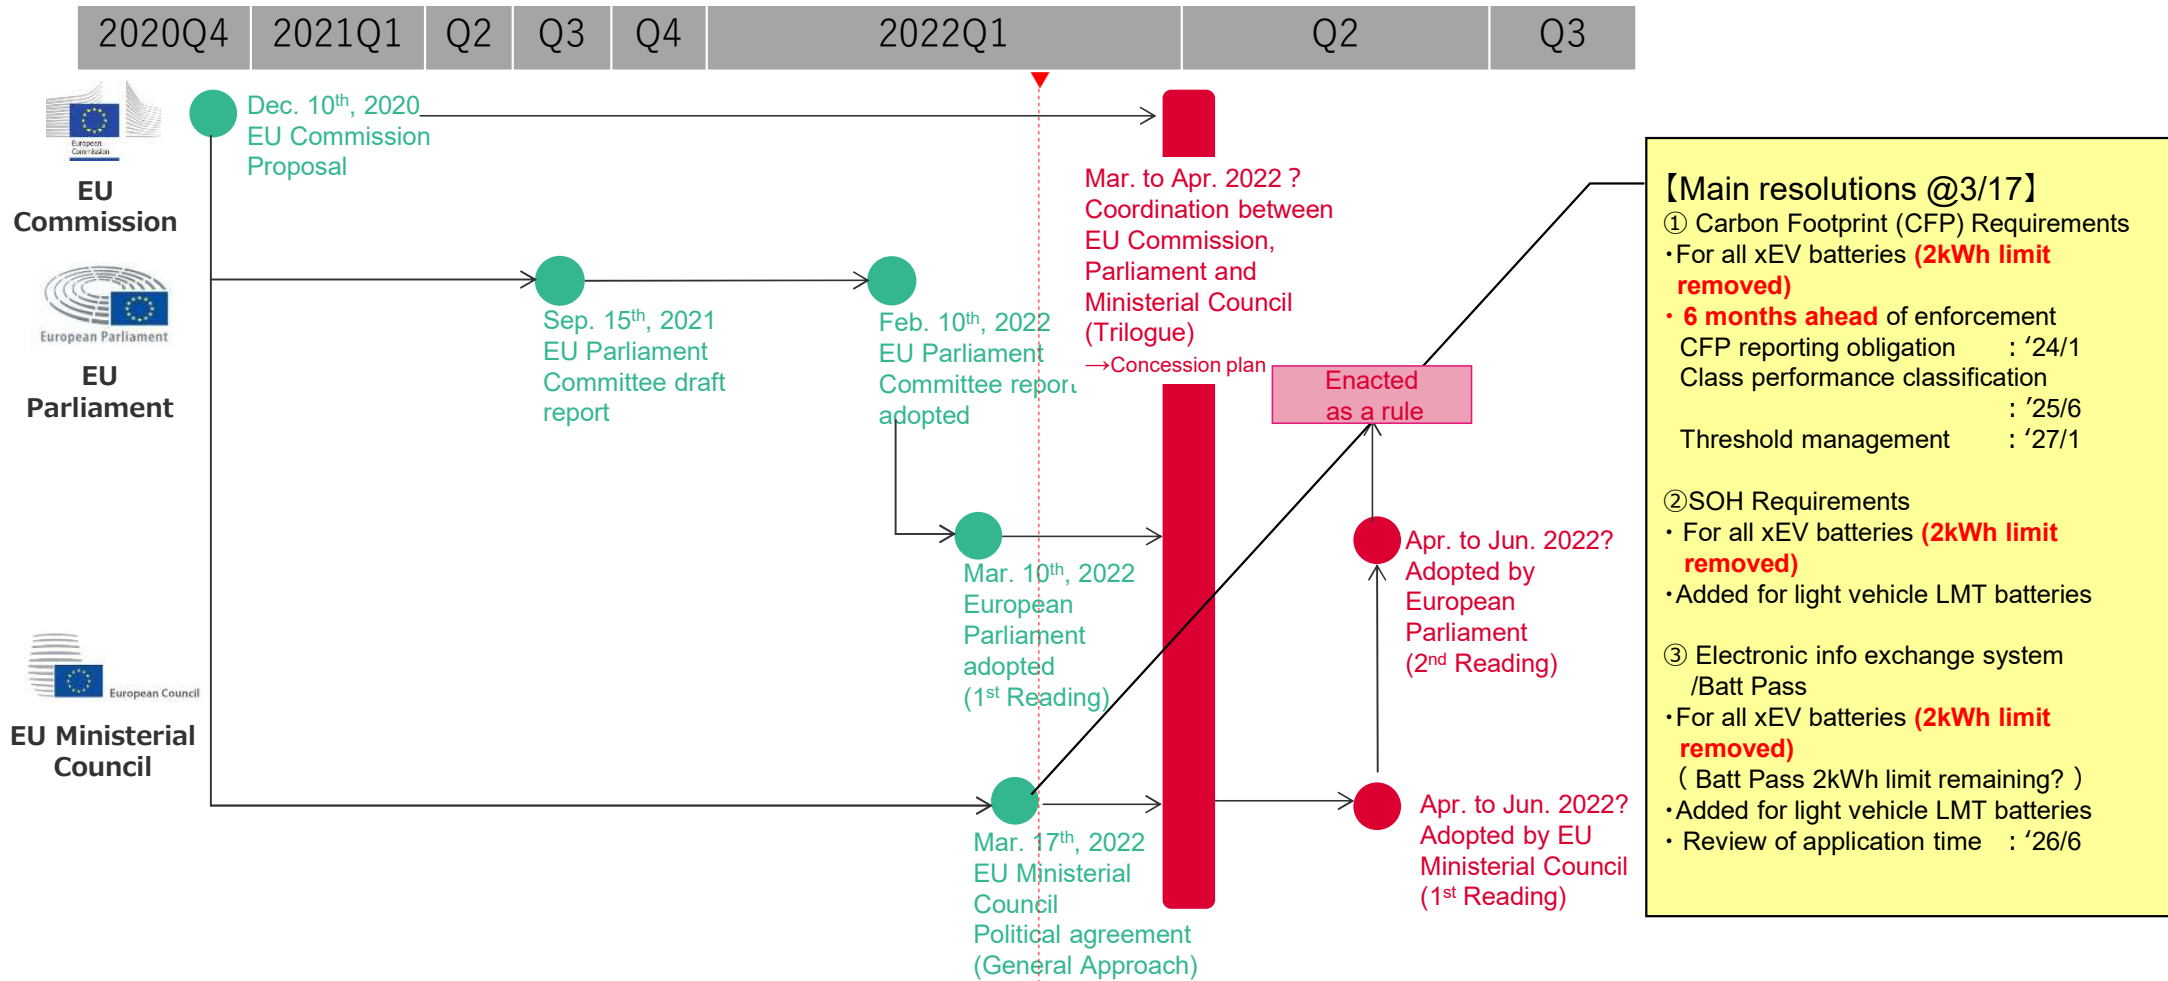 2020Q4 2021Q1 Q2 Q3 Q4 2022Q1 Q2 Q3
European
Commission
EU
Commission
Dec. 10th, 2020
EU Commission
Proposal
European Parliament
EU
Parliament
Sep. 15th, 2021
EU Parliament
Committee draft
report
Feb. 10th, 2022
EU Parliament
Committee report
adopted
Mar. to Apr. 2022 ?
Coordination between
EU Commission,
Parliament and
Ministerial Council
(Trilogue)
→Concession plan
Enacted
as a rule
Mar. 10th, 2022
European
Parliament
adopted
(1st Reading)
Apr. to Jun. 2022?
Adopted by
European
Parliament
(2nd Reading)
European Council
EU Ministerial
Council
Mar. 17th, 2022
EU Ministerial
Council
Political agreement
(General Approach)
Apr. to Jun. 2022?
Adopted by EU
Ministerial Council
(1st Reading)
【Main resolutions @3/17】
① Carbon Footprint (CFP) Requirements
・For all xEV batteries (2kWh limit
removed)
・ 6 months ahead of enforcement
CFP reporting obligation : ‘24/1
Class performance classification
: ’25/6
Threshold management : ‘27/1
②SOH Requirements
・ For all xEV batteries (2kWh limit
removed)
・Added for light vehicle LMT batteries
③ Electronic info exchange system
/Batt Pass
・For all xEV batteries (2kWh limit
removed)
( Batt Pass 2kWh limit remaining? )
・Added for light vehicle LMT batteries
・ Review of application time : ‘26/6